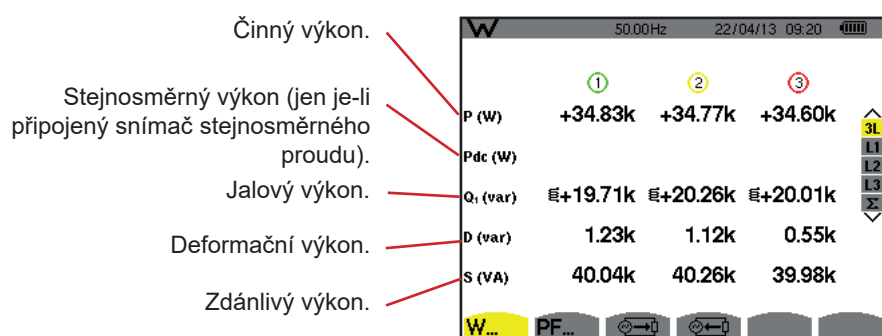 Činný výkon.
Stejnosměrný výkon (jen je-li
připojený snímač stejnosměrného
proudu).
Jalový výkon.
Deformační výkon.
Zdánlivý výkon.
W 50.00Hz 22/04/13 09:20
1 2 3
P (W) +34.83k +34.77k +34.60k
Pdc (W)
Q₁ (var) +19.71k +20.26k +20.01k
D (var) 1.23k 1.12k 0.55k
S (VA) 40.04k 40.26k 39.98k
3L
L1
L2
L3
Σ
W... PF...